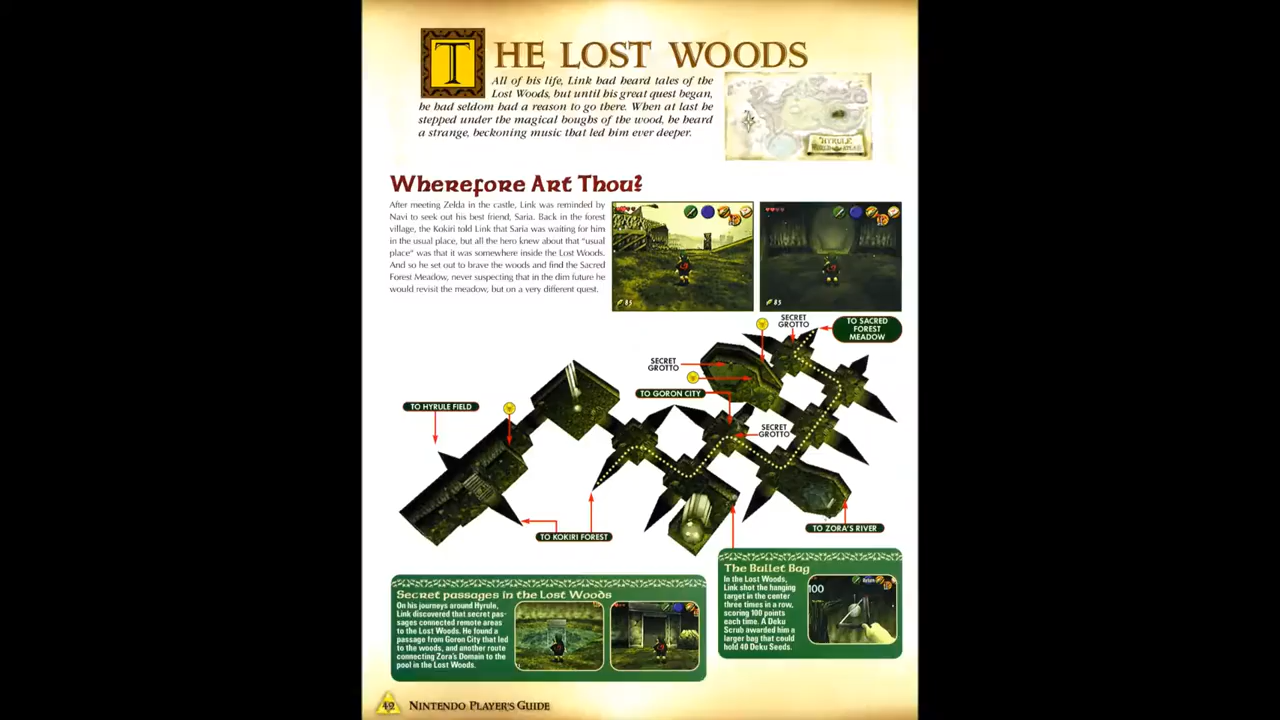 THE LOST WOODS
All of his life, Link had heard tales of the
Lost Woods, but until his great quest began,
he had seldom had a reason to go there. When at last he
stepped under the magical boughs of the wood, he heard
a strange, beckoning music that led him ever deeper.
HYRULE
Wherefore Art Thou?
After meeting Zelda in the castle, Link was reminded by
Navi to seek out his best friend, Saria. Back in the forest
village, the Kokiri told Link that Saria was waiting for him
in the usual place, but all the hero knew about that "usual
place" was that it was somewhere inside the Lost Woods.
And so he set out to brave the woods and find the Sacred
Forest Meadow, never suspecting that in the dim future he
would revisit the meadow, but on a very different quest.
85
85
SECRET
GROTTO
TO SACRED
FOREST
MEADOW
SECRET
GROTTO
TO GORON CITY
TO HYRULE FIELD
SECRET
GROTTO
TO ZORA'S RIVER
TO KOKIRI FOREST
Secret passages in the Lost Woods
On his journeys around Hyrule,
Link discovered that secret pas-
sages connected remote areas
to the Lost Woods. He found a
passage from Goron City that led
to the woods, and another route
connecting Zora's Domain to the
pool in the Lost Woods.
The Bullet Bag
In the Lost Woods,
Link shot the hanging
target in the center
three times in a row,
scoring 100 points
each time. A Deku
Scrub awarded him a
larger bag that could
hold 40 Deku Seeds.
100
42 NINTENDO PLAYER'S GUIDE